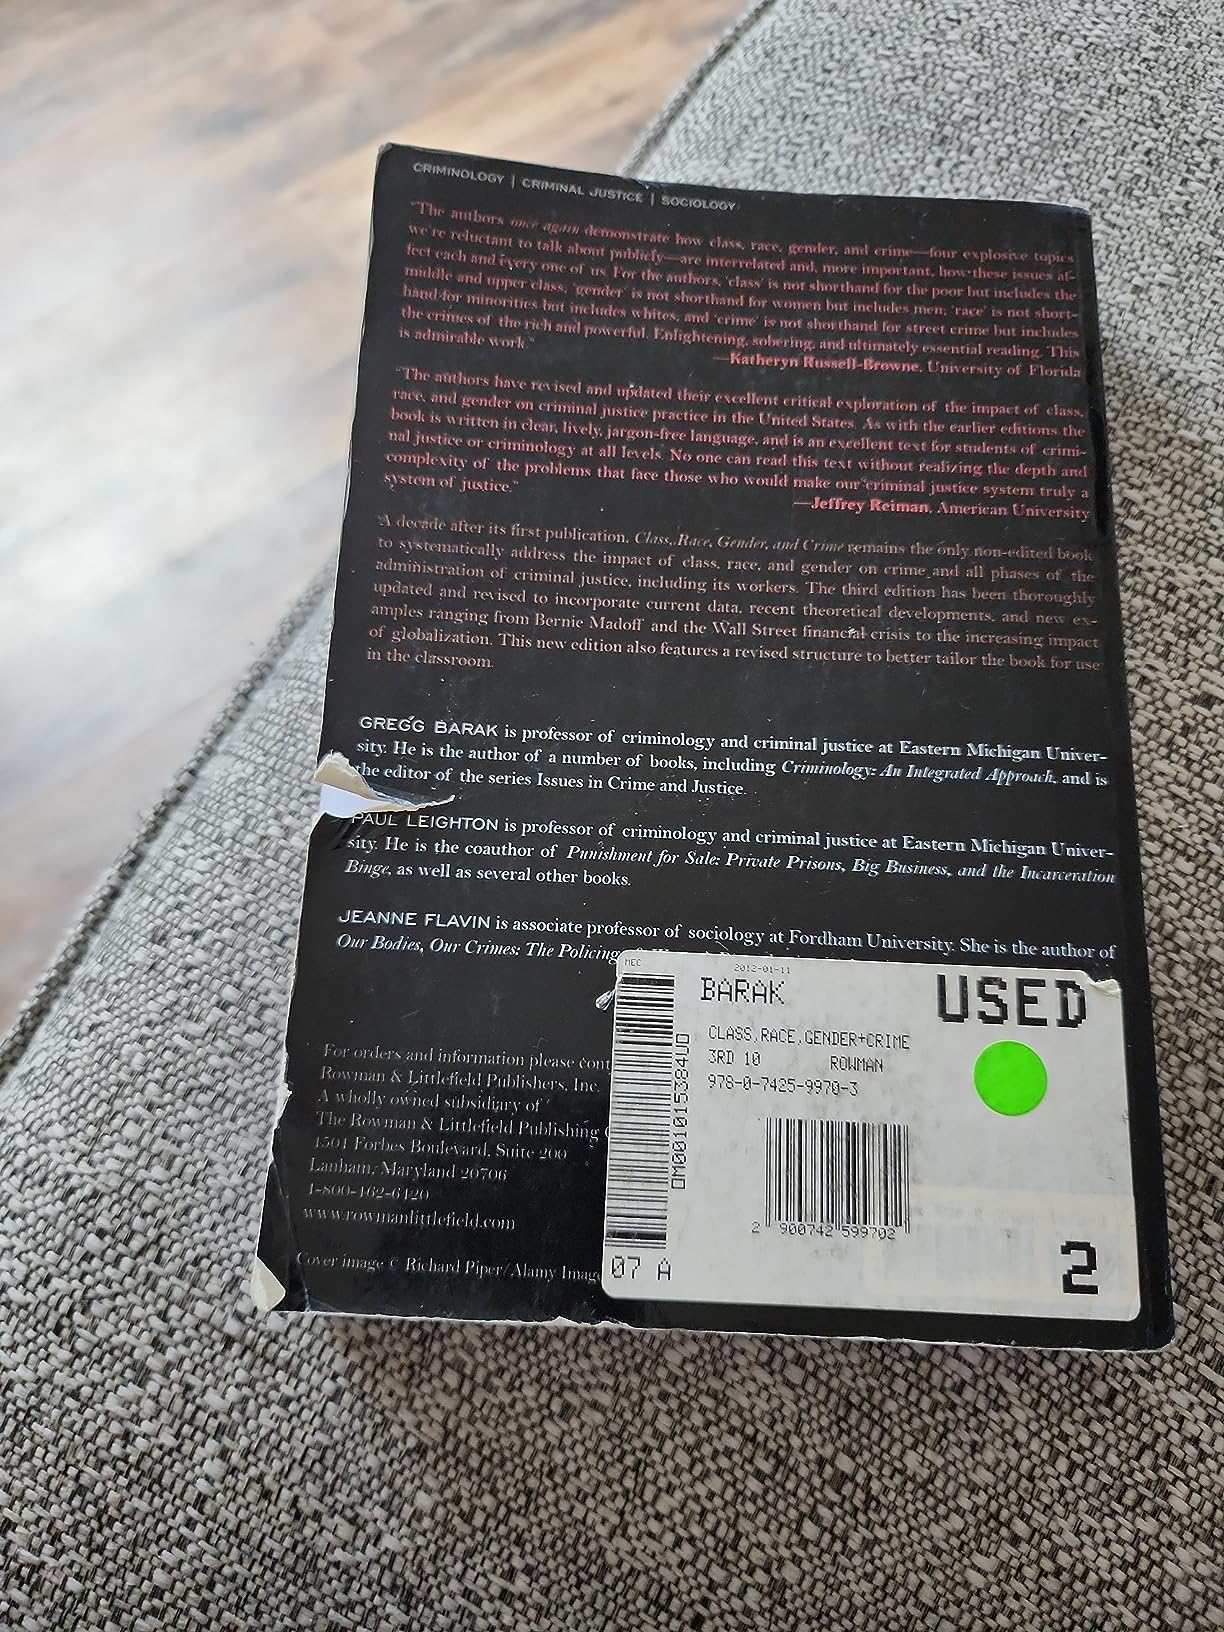 CRIMINOLOGY | CRIMINAL JUSTICE | SOCIOLOGY
"The authors once again demonstrate how class, race, gender, and crime—four explosive topics
we're reluctant to talk about publicly—are interrelated and, more important, how these issues af-
fect each and every one of us. For the authors, 'class' is not shorthand for the poor but includes the
middle and upper class, 'gender' is not shorthand for women but includes men; 'race' is not short-
hand for minorities but includes whites, and 'crime' is not shorthand for street crime but includes
the crimes of the rich and powerful. Enlightening, sobering, and ultimately essential reading. This
is admirable work."
—Katheryn Russell-Browne, University of Florida
"The authors have revised and updated their excellent critical exploration of the impact of class,
race, and gender on criminal justice practice in the United States. As with the earlier editions the
book is written in clear, lively, jargon-free language, and is an excellent text for students of crimi-
nal justice or criminology at all levels. No one can read this text without realizing the depth and
complexity of the problems that face those who would make our criminal justice system truly a
system of justice."
—Jeffrey Reiman, American University
A decade after its first publication, Class, Race, Gender, and Crime remains the only non-edited book
to systematically address the impact of class, race, and gender on crime and all phases of the
administration of criminal justice, including its workers. The third edition has been thoroughly
updated and revised to incorporate current data, recent theoretical developments, and new ex-
amples ranging from Bernie Madoff and the Wall Street financial crisis to the increasing impact
of globalization. This new edition also features a revised structure to better tailor the book for use
in the classroom.
GREGG BARAK is professor of criminology and criminal justice at Eastern Michigan Univer-
sity. He is the author of a number of books, including Criminology: An Integrated Approach, and is
the editor of the series Issues in Crime and Justice.
PAUL LEIGHTON is professor of criminology and criminal justice at Eastern Michigan Univer-
sity. He is the coauthor of Punishment for Sale: Private Prisons, Big Business, and the Incarceration
Binge, as well as several other books.
JEANNE FLAVIN is associate professor of sociology at Fordham University. She is the author of
Our Bodies, Our Crimes: The Policing
For orders and information please cont
Rowman & Littlefield Publishers, Inc.
A wholly owned subsidiary of
The Rowman & Littlefield Publishing
4501 Forbes Boulevard, Suite 200
Lanham, Maryland 20706
1-800-462-6420
www.rowmanlittlefield.com
Cover image © Richard Piper/Alamy Image
MEC 2012-01-11
BARAK USED
CLASS,RACE,GENDER+CRIME
3RD 10 ROWMAN
978-0-7425-9970-3
2 900742 599702
07 A
2